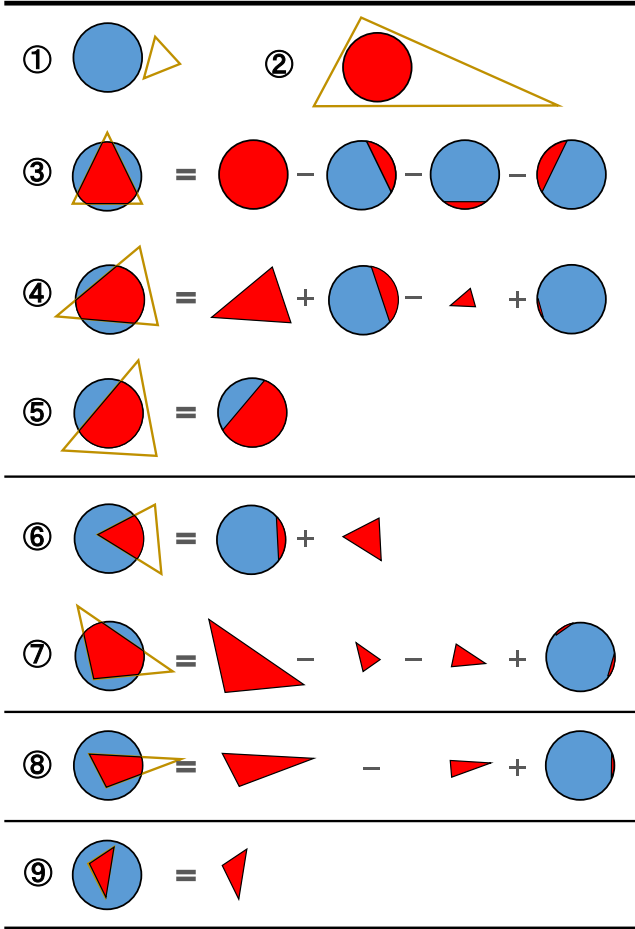 ① ②
③ = − − −
④ = + − +
⑤ =
⑥ = +
⑦ = − − +
⑧ = − +
⑨ =